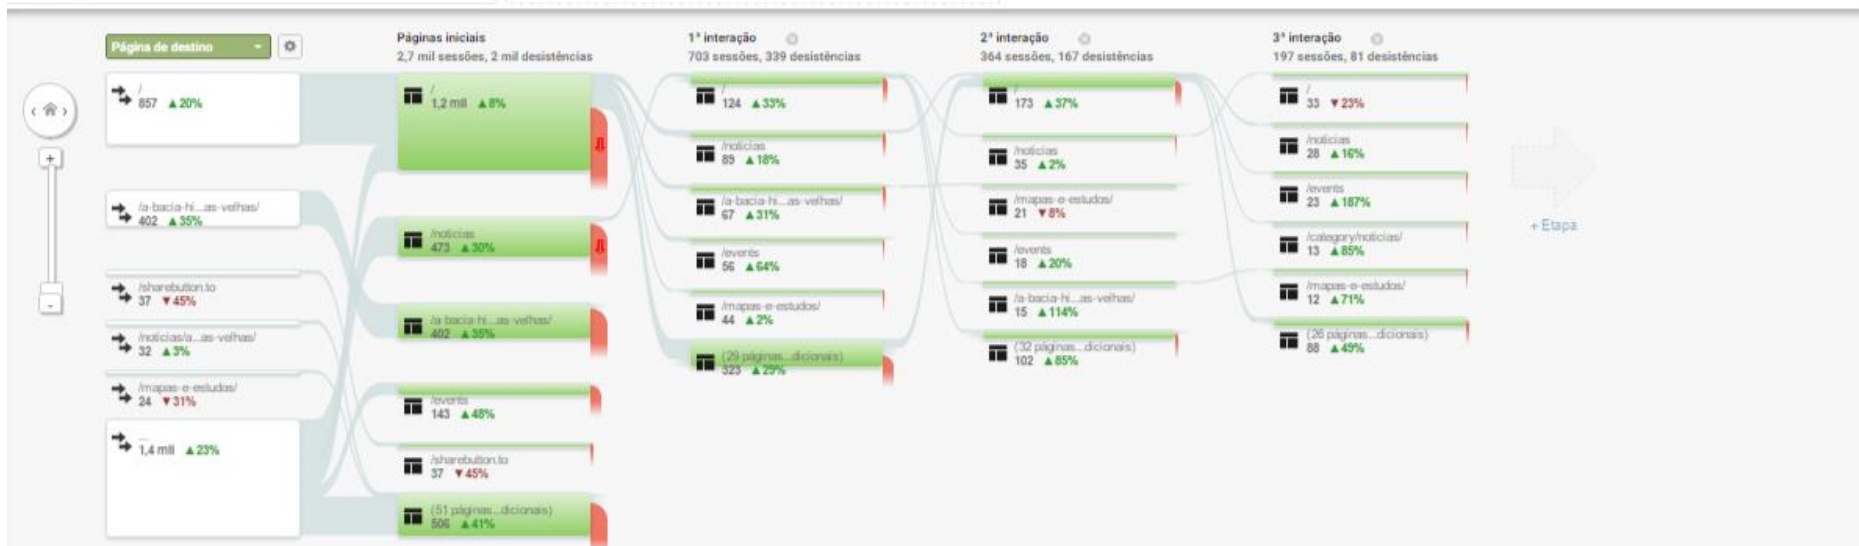 Página de destino
/
857 ▲20%
/a-bacia-hi...as-velhas/
402 ▲35%
/sharebutton.to
37 ▼45%
/noticias/a...as-velhas/
32 ▲3%
/mapas-e-estudos/
24 ▼31%
...
1,4 mil ▲23%
+
-
Páginas iniciais
2,7 mil sessões, 2 mil desistências
/
1,2 mil ▲8%
/noticias
473 ▲30%
/a-bacia-hi...as-velhas/
402 ▲35%
/events
143 ▲48%
/sharebutton.to
37 ▼45%
(51 páginas...dicionais)
506 ▲41%
1ª interação
703 sessões, 339 desistências
/
124 ▲33%
/noticias
89 ▲18%
/a-bacia-hi...as-velhas/
67 ▲31%
/events
56 ▲64%
/mapas-e-estudos/
44 ▲2%
(29 páginas...dicionais)
323 ▲29%
2ª interação
364 sessões, 167 desistências
/
173 ▲37%
/noticias
35 ▲2%
/mapas-e-estudos/
21 ▼8%
/events
18 ▲20%
/a-bacia-hi...as-velhas/
15 ▲114%
(32 páginas...dicionais)
102 ▲85%
3ª interação
197 sessões, 81 desistências
/
33 ▼23%
/noticias
28 ▲16%
/events
23 ▲187%
/category/noticias/
13 ▲85%
/mapas-e-estudos/
12 ▲71%
(26 páginas...dicionais)
88 ▲49%
+ Etapa